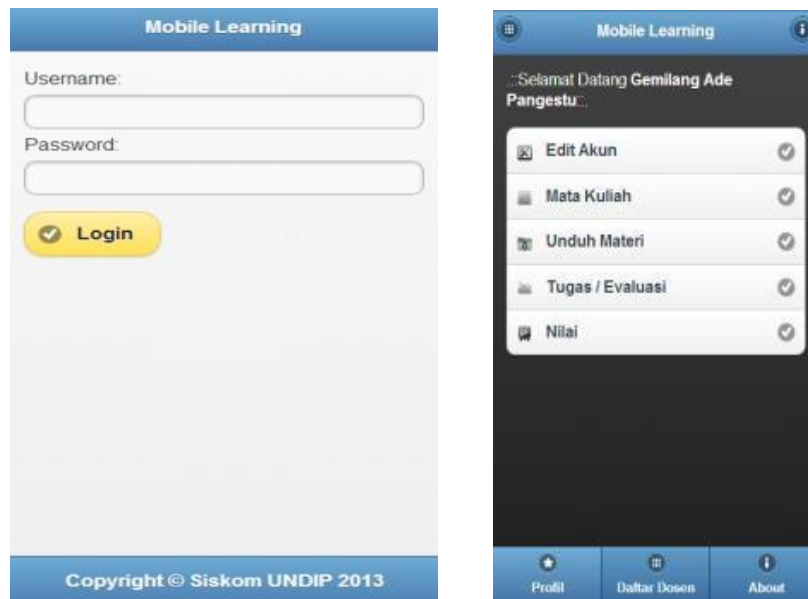 Mobile Learning
Username:
Password:
Login
Copyright © Siskom UNDIP 2013
Mobile Learning
.::Selamat Datang Gemilang Ade
Pangestu::.
Edit Akun
Mata Kuliah
Unduh Materi
Tugas / Evaluasi
Nilai
Profil
Daftar Dosen
About